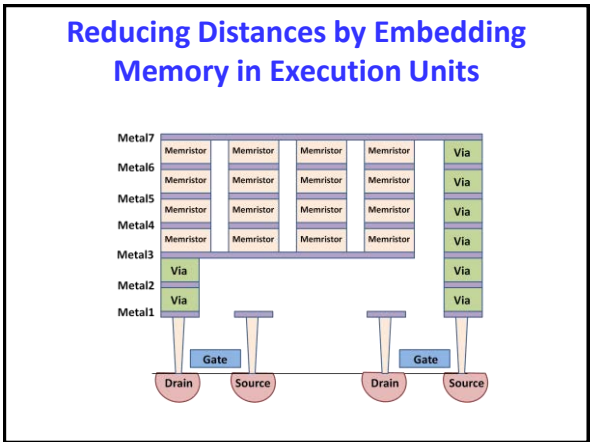 Reducing Distances by Embedding
Memory in Execution Units
Metal7
Memristor Memristor Memristor Memristor Via
Metal6
Memristor Memristor Memristor Memristor Via
Metal5
Memristor Memristor Memristor Memristor Via
Metal4
Memristor Memristor Memristor Memristor Via
Metal3
Via Via
Metal2
Via Via
Metal1
Gate Gate
Drain Source Drain Source